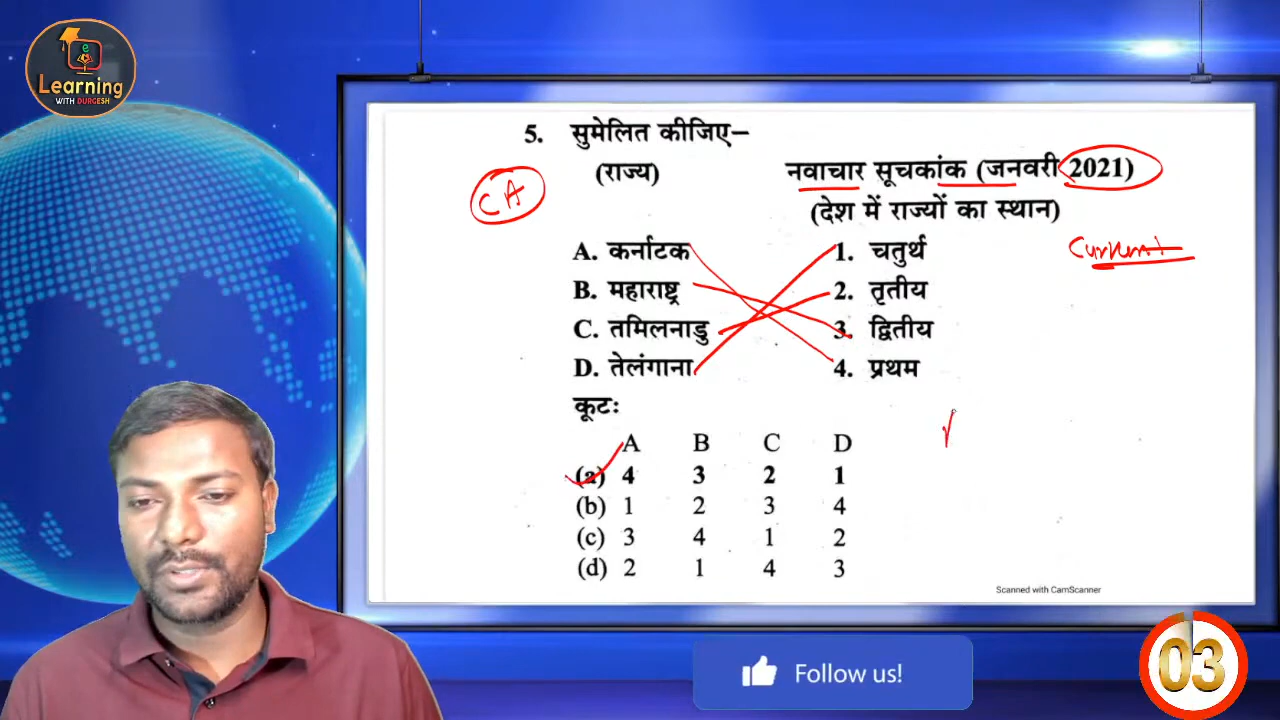 e
Learning
WITH DURGESH
5. सुमेलित कीजिए–
(राज्य) नवाचार सूचकांक (जनवरी 2021)
CA
(देश में राज्यों का स्थान)
A. कर्नाटक 1. चतुर्थ
Current
B. महाराष्ट्र 2. तृतीय
C. तमिलनाडु 3. द्वितीय
D. तेलंगाना 4. प्रथम
कूटः
A B C D
(a) 4 3 2 1
(b) 1 2 3 4
(c) 3 4 1 2
(d) 2 1 4 3
Scanned with CamScanner
Follow us!
03